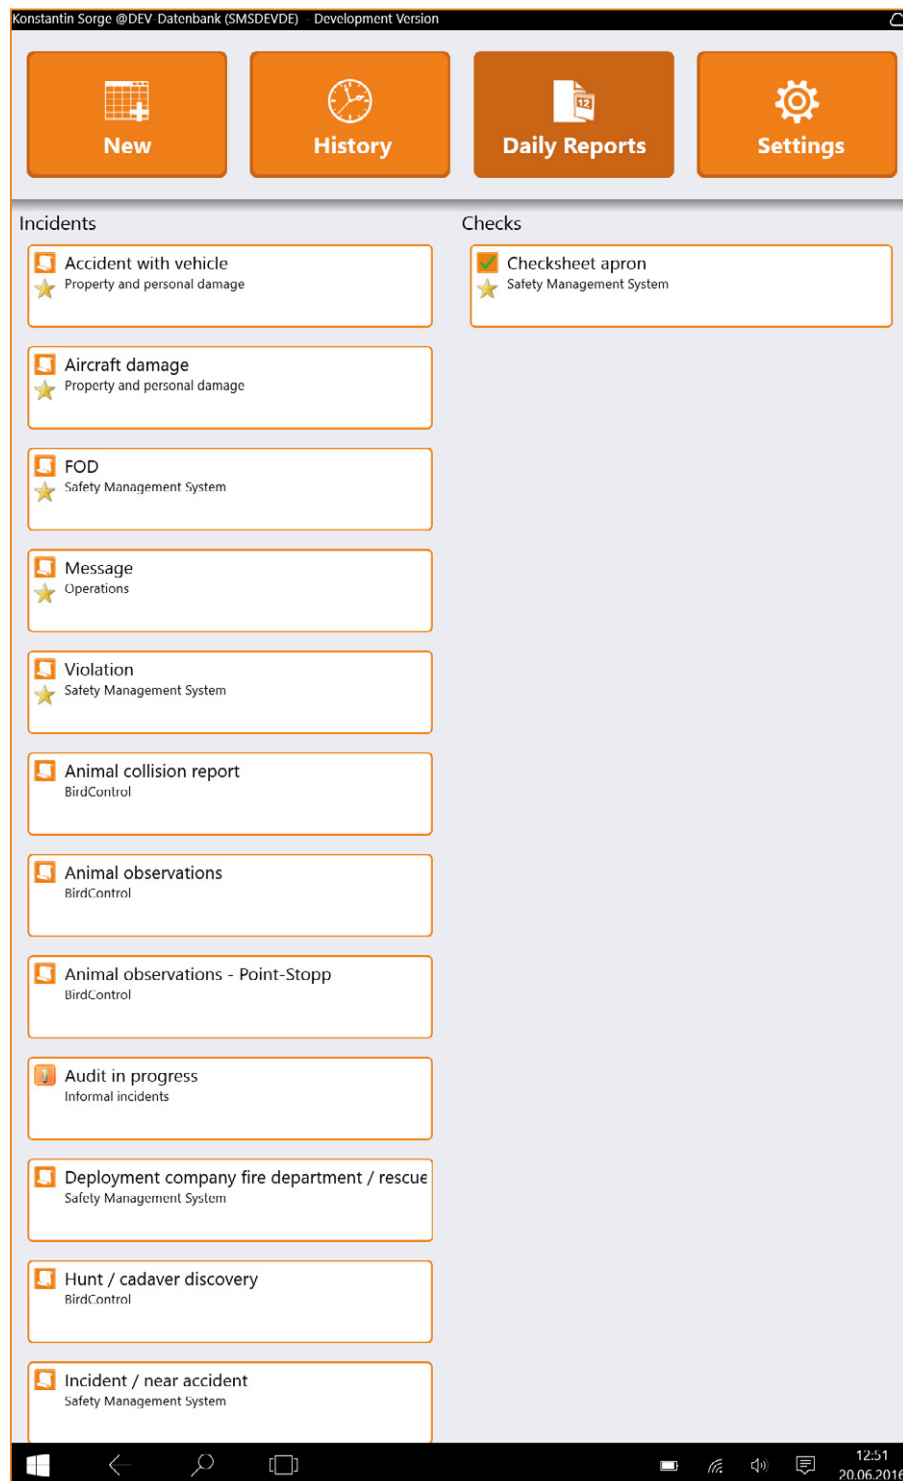 Konstantin Sorge @DEV-Datenbank (SMSDEVDE) - Development Version
New
History
12
Daily Reports
Settings
Incidents
Accident with vehicle
Property and personal damage
Aircraft damage
Property and personal damage
FOD
Safety Management System
Message
Operations
Violation
Safety Management System
Animal collision report
BirdControl
Animal observations
BirdControl
Animal observations - Point-Stopp
BirdControl
Audit in progress
Informal incidents
Deployment company fire department / rescue
Safety Management System
Hunt / cadaver discovery
BirdControl
Incident / near accident
Safety Management System
Checks
Checksheet apron
Safety Management System
12:51
20.06.2016